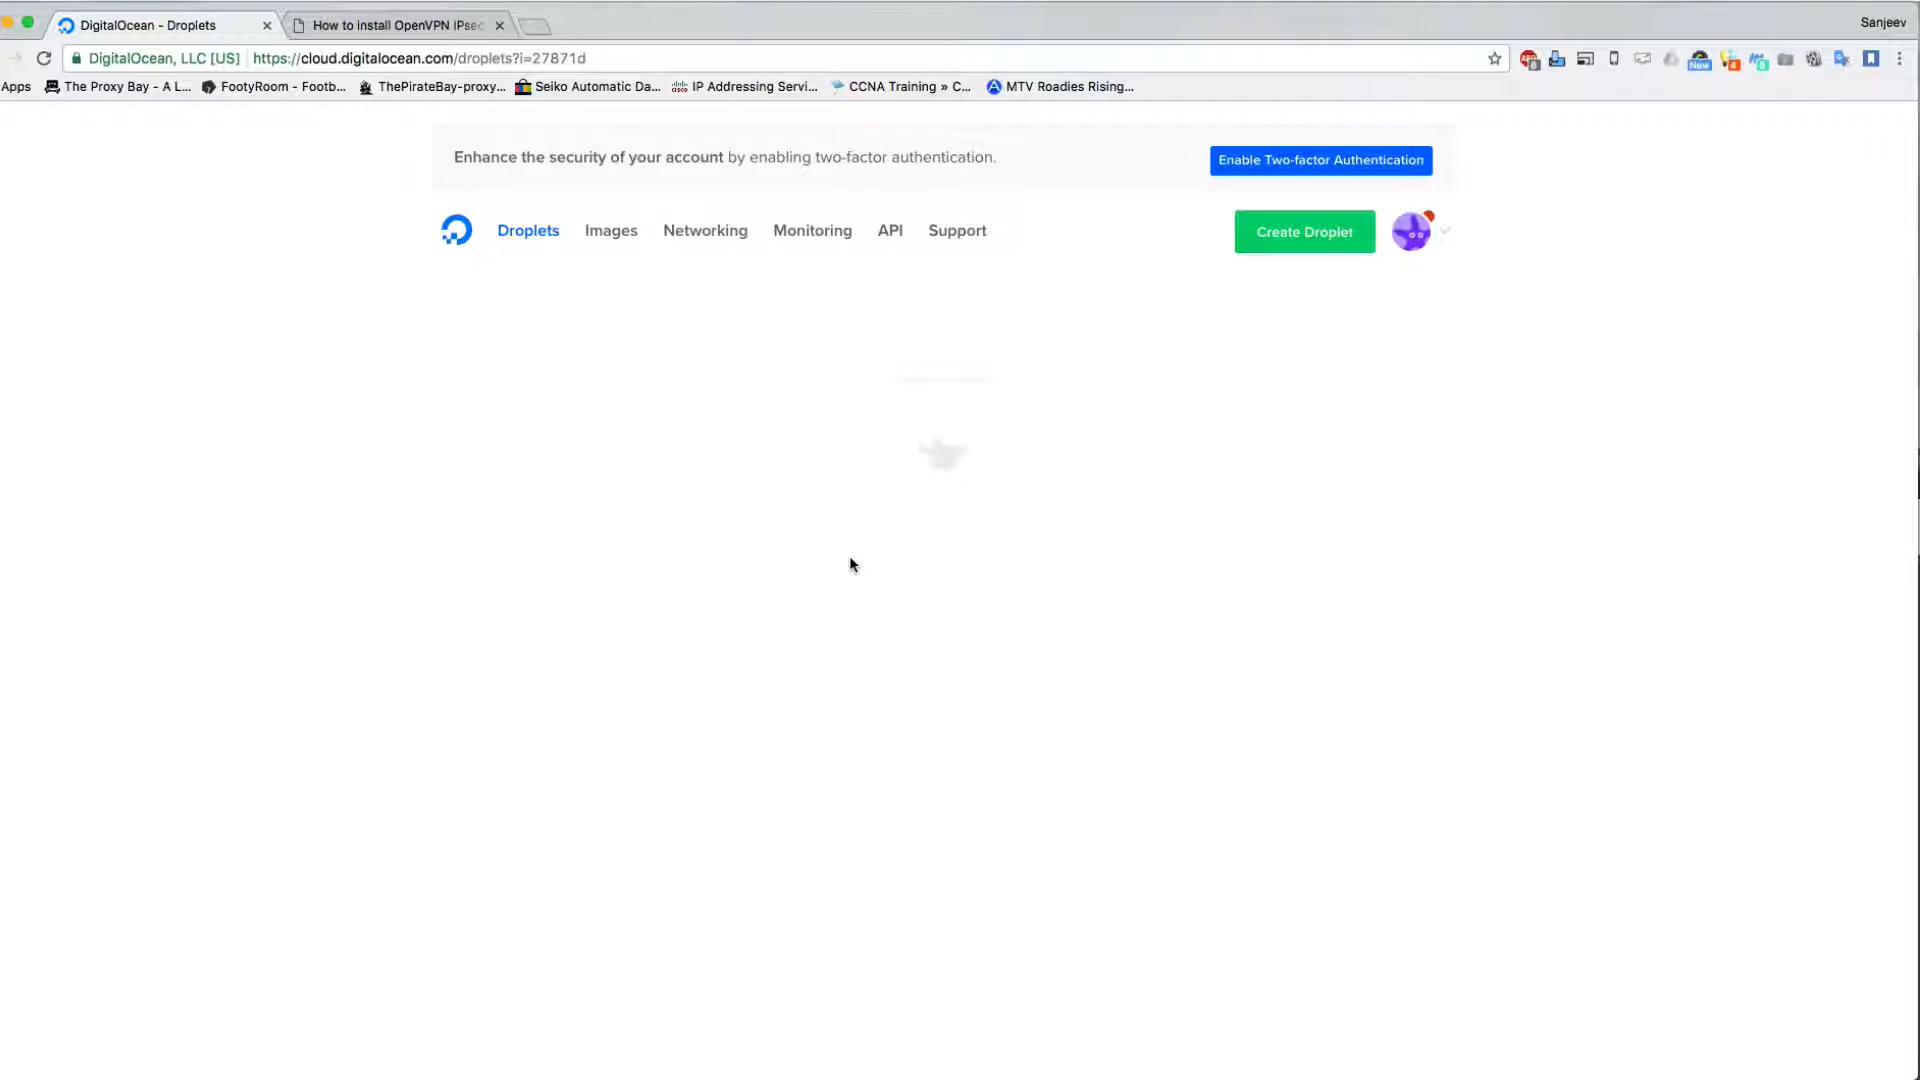 DigitalOcean - Droplets
How to install OpenVPN IPsec
Sanjeev
DigitalOcean, LLC [US] https://cloud.digitalocean.com/droplets?i=27871d
Apps The Proxy Bay - A L... FootyRoom - Footb... ThePirateBay-proxy... Seiko Automatic Da... IP Addressing Servi... CCNA Training » C... MTV Roadies Rising...
Enhance the security of your account by enabling two-factor authentication.
Enable Two-factor Authentication
Droplets Images Networking Monitoring API Support
Create Droplet